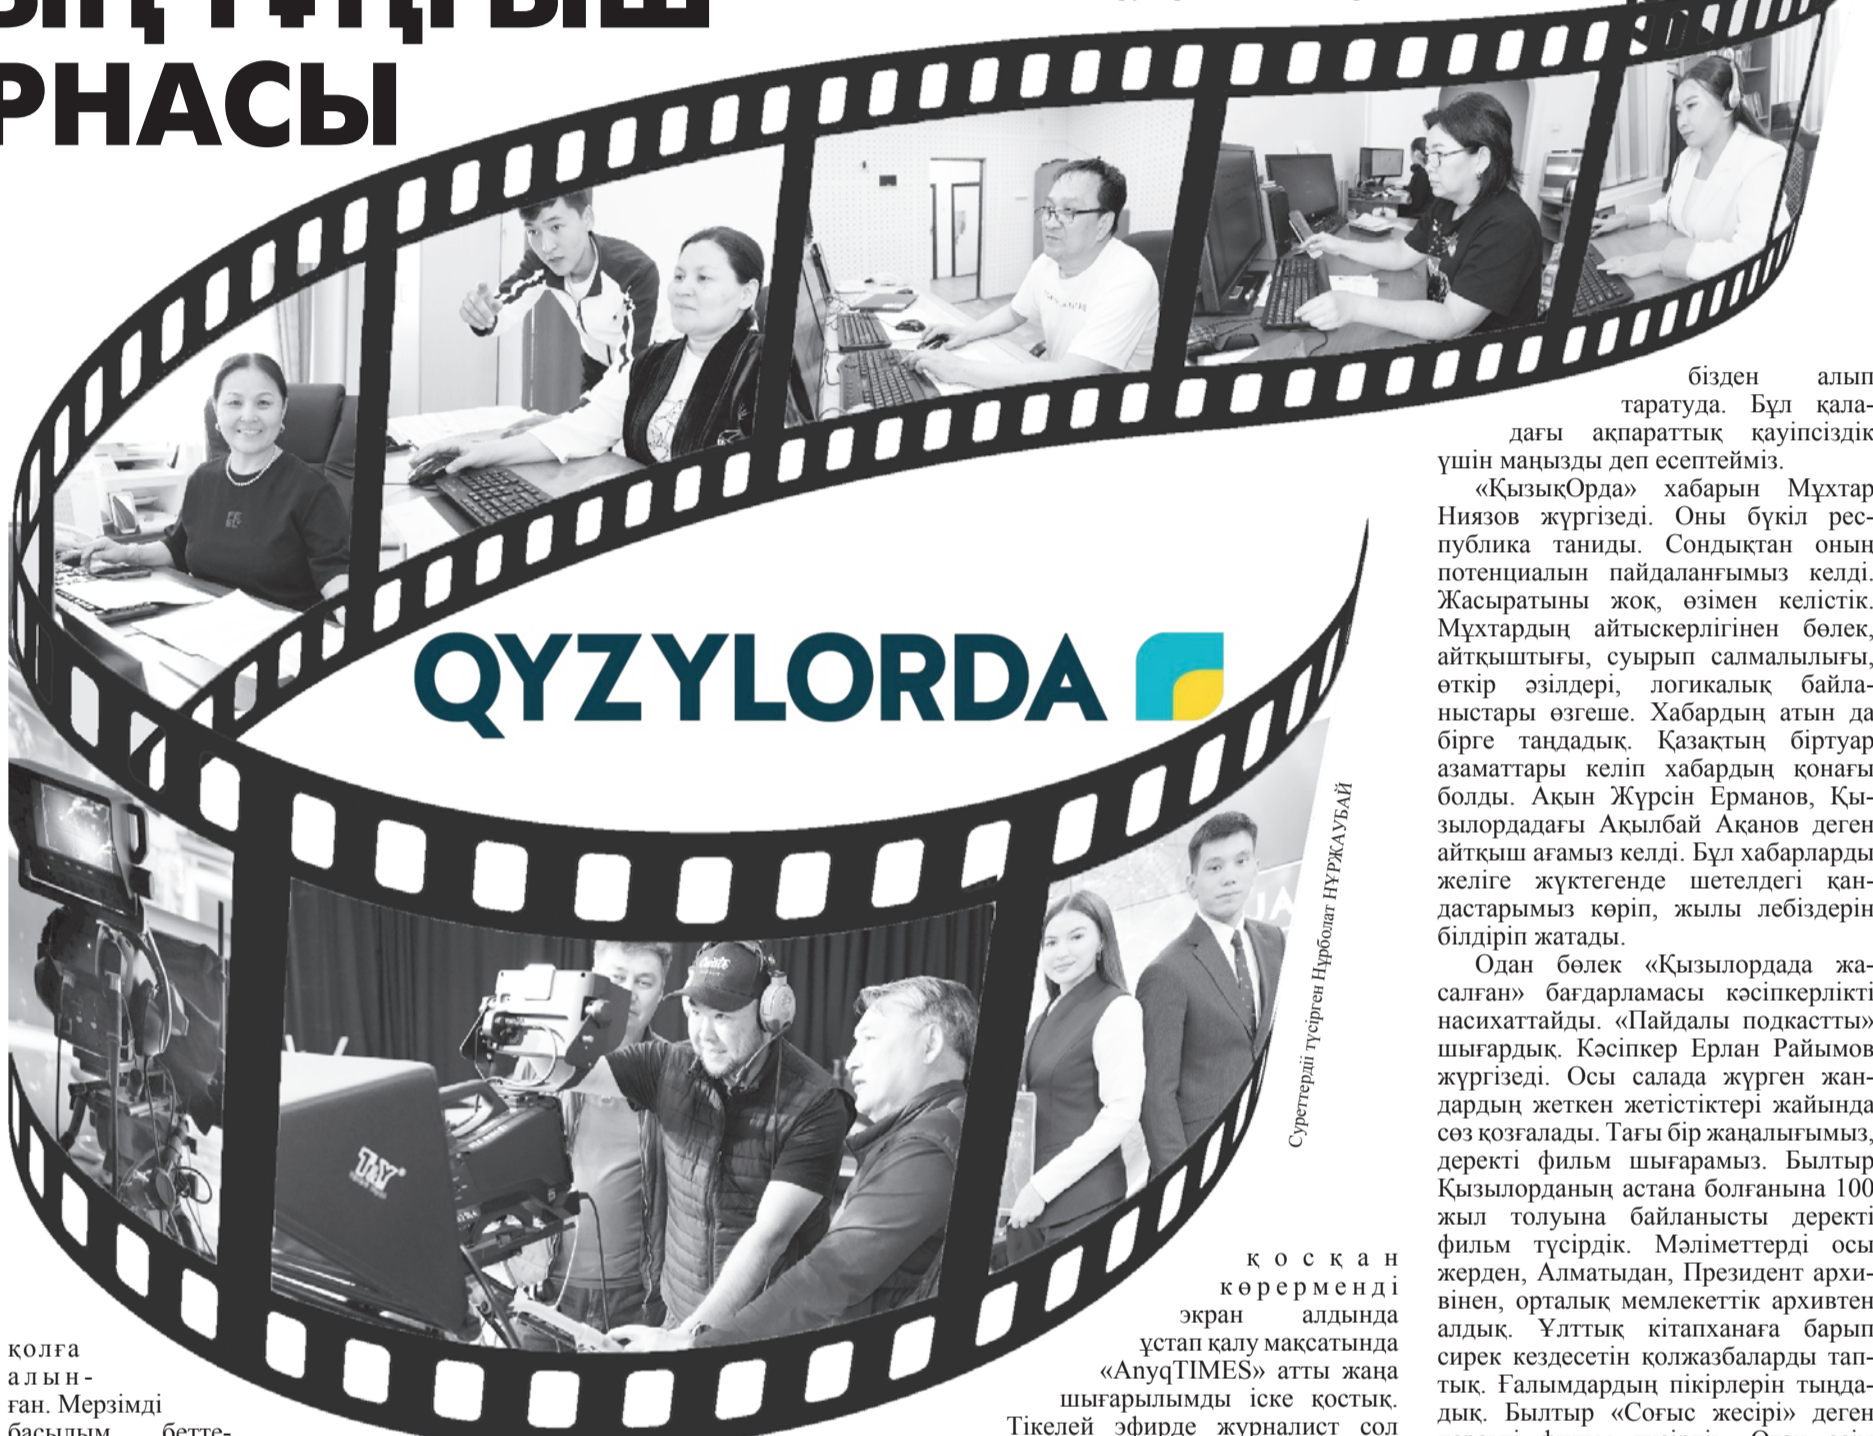 РНАСЫ
QYZYLORDA
Суреттерді түсірген Нұрболат НҰРЖАУБАЙ
қолға
алын-
ған. Мерзімді
басылым бетте-
қосқан
көрерменді
экран алдында
ұстап қалу мақсатында
«AnyqTIMES» атты жаңа
шығарылымды іске қостық.
Тікелей эфирде журналист сол
бізден алып
таратуда. Бұл қала-
дағы ақпараттық қауіпсіздік
үшін маңызды деп есептейміз.
«ҚызықОрда» хабарын Мұхтар
Ниязов жүргізеді. Оны бүкіл рес-
публика таниды. Сондықтан оның
потенциалын пайдаланғымыз келді.
Жасыратыны жоқ, өзімен келістік.
Мұхтардың айтыскерлігінен бөлек,
айтқыштығы, суырып салмалылығы,
өткір әзілдері, логикалық байла-
ныстары өзгеше. Хабардың атын да
бірге таңдадық. Қазақтың біртуар
азаматтары келіп хабардың қонағы
болды. Ақын Жүрсін Ерманов, Қы-
зылордадағы Ақылбай Ақанов деген
айтқыш ағамыз келді. Бұл хабарларды
желіге жүктегенде шетелдегі қан-
дастарымыз көріп, жылы лебіздерін
білдіріп жатады.
Одан бөлек «Қызылордада жа-
салған» бағдарламасы кәсіпкерлікті
насихаттайды. «Пайдалы подкастты»
шығардық. Кәсіпкер Ерлан Райымов
жүргізеді. Осы салада жүрген жан-
дардың жеткен жетістіктері жайында
сөз қозғалады. Тағы бір жаңалығымыз,
деректі фильм шығарамыз. Былтыр
Қызылорданың астана болғанына 100
жыл толуына байланысты деректі
фильм түсірдік. Мәліметтерді осы
жерден, Алматыдан, Президент архи-
вінен, орталық мемлекеттік архивтен
алдық. Ұлттық кітапханаға барып
сирек кездесетін қолжазбаларды тап-
тық. Ғалымдардың пікірлерін тыңда-
дық. Былтыр «Соғыс жесірі» деген